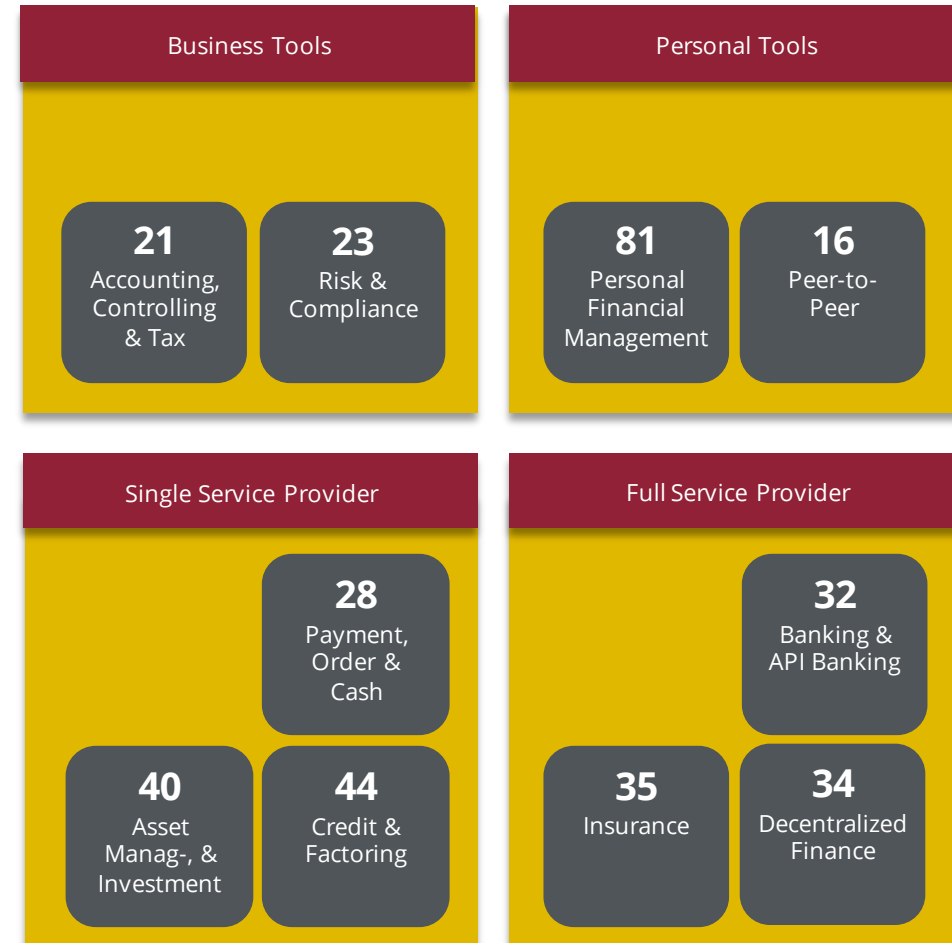 Business Tools
21
Accounting,
Controlling
& Tax
23
Risk &
Compliance
Personal Tools
81
Personal
Financial
Management
16
Peer-to-
Peer
Single Service Provider
28
Payment,
Order &
Cash
40
Asset
Manag-, &
Investment
44
Credit &
Factoring
Full Service Provider
32
Banking &
API Banking
35
Insurance
34
Decentralized
Finance